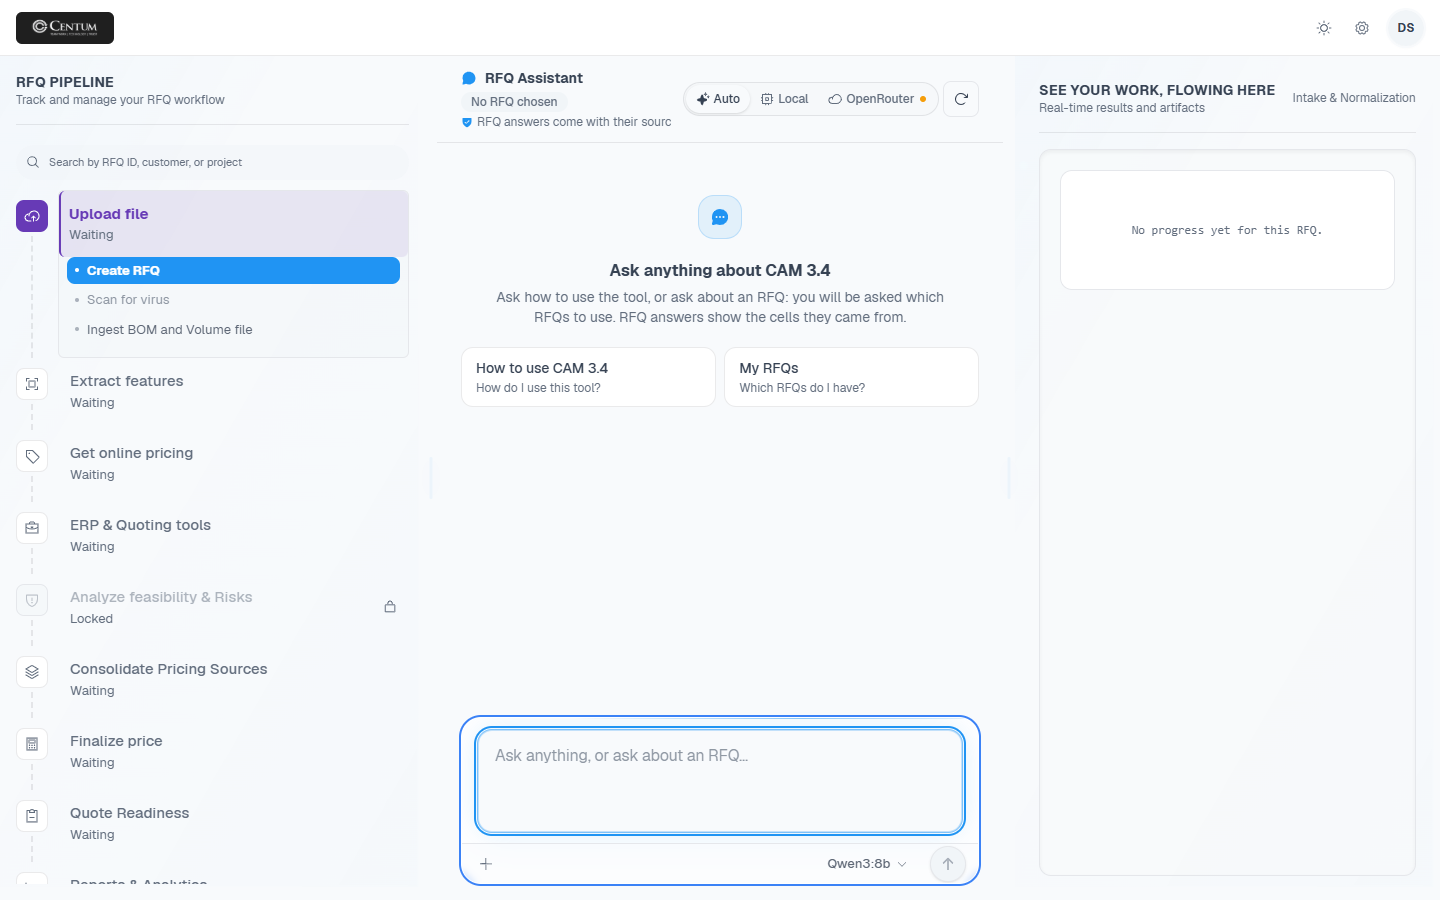 CENTUM
DS
RFQ PIPELINE
Track and manage your RFQ workflow
Search by RFQ ID, customer, or project
Upload file
Waiting
Create RFQ
Scan for virus
Ingest BOM and Volume file
Extract features
Waiting
Get online pricing
Waiting
ERP & Quoting tools
Waiting
Analyze feasibility & Risks
Locked
Consolidate Pricing Sources
Waiting
Finalize price
Waiting
Quote Readiness
Waiting
Reports & Analytics
RFQ Assistant
No RFQ chosen
RFQ answers come with their sourc
Auto
Local
OpenRouter
Ask anything about CAM 3.4
Ask how to use the tool, or ask about an RFQ: you will be asked which
RFQs to use. RFQ answers show the cells they came from.
How to use CAM 3.4
How do I use this tool?
My RFQs
Which RFQs do I have?
Ask anything, or ask about an RFQ...
Qwen3:8b
SEE YOUR WORK, FLOWING HERE
Real-time results and artifacts
Intake & Normalization
No progress yet for this RFQ.